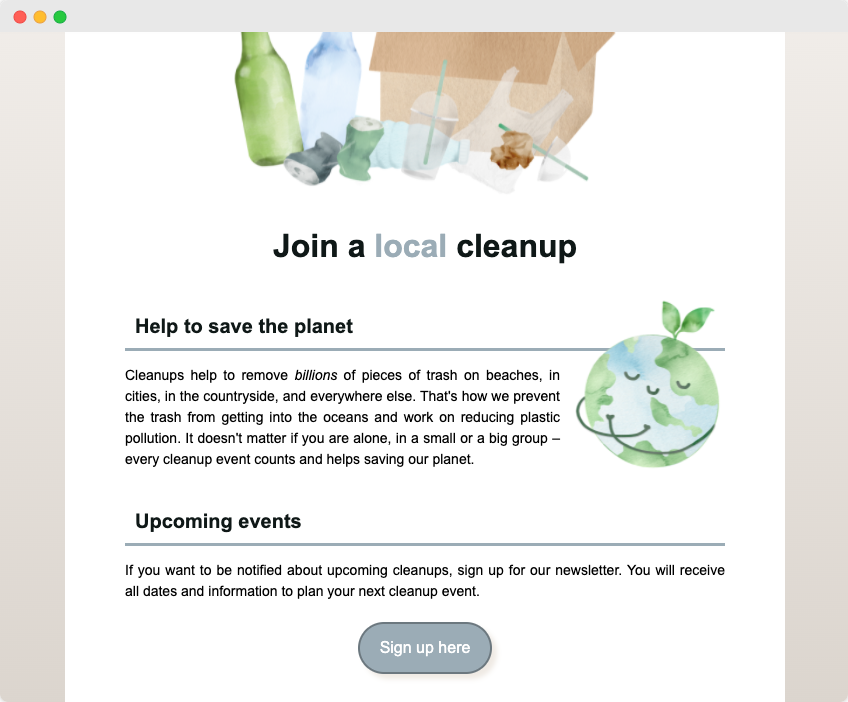 Join a local cleanup
Help to save the planet
Cleanups help to remove billions of pieces of trash on beaches, in
cities, in the countryside, and everywhere else. That's how we prevent
the trash from getting into the oceans and work on reducing plastic
pollution. It doesn't matter if you are alone, in a small or a big group –
every cleanup event counts and helps saving our planet.
Upcoming events
If you want to be notified about upcoming cleanups, sign up for our newsletter. You will receive
all dates and information to plan your next cleanup event.
Sign up here